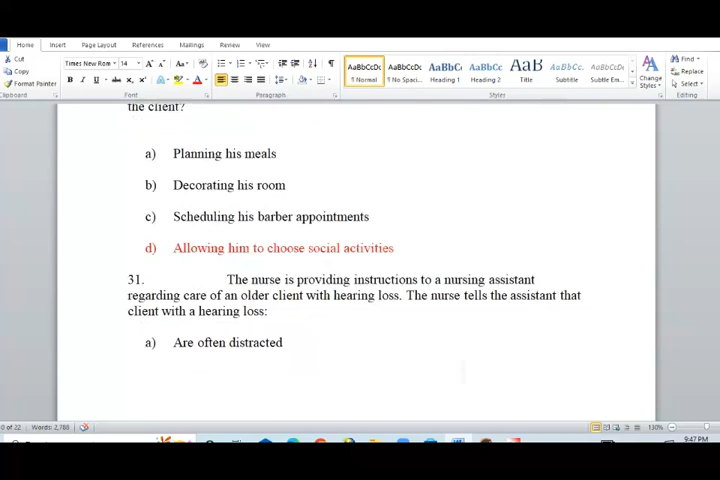 Home Insert Page Layout References Mailings Review View
Cut
Copy
Format Painter
Clipboard
Times New Rom 14
Font
Paragraph
AaBbCcDc AaBbCcDc AaBbC AaBbCc AaB AaBbCc. AaBbCcDc
¶ Normal ¶ No Spaci... Heading 1 Heading 2 Title Subtitle Subtle Em...
Styles
Change
Styles
Find
Replace
Select
Editing
the client?
a) Planning his meals
b) Decorating his room
c) Scheduling his barber appointments
d) Allowing him to choose social activities
31. The nurse is providing instructions to a nursing assistant
regarding care of an older client with hearing loss. The nurse tells the assistant that
client with a hearing loss:
a) Are often distracted
0 of 22 Words: 2,788 130%
9:47 PM